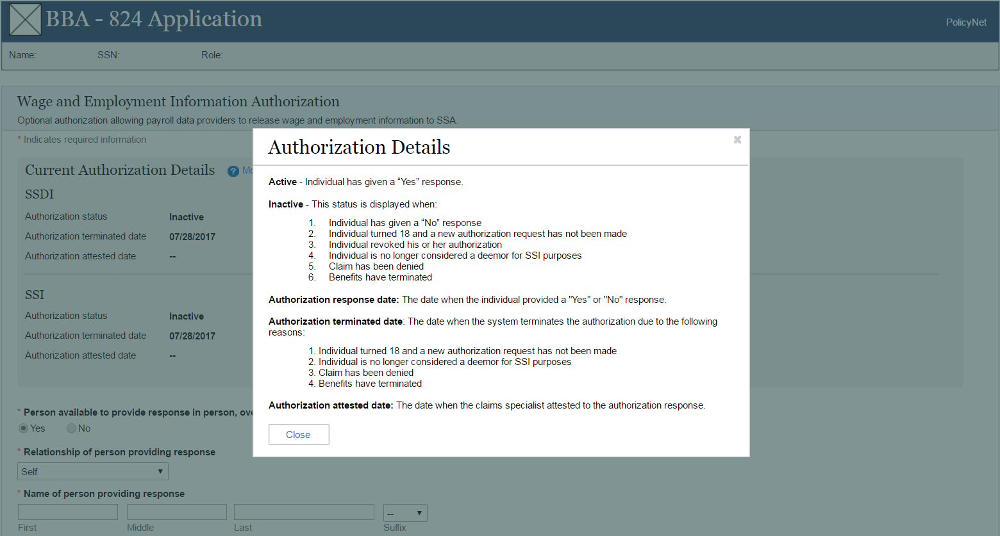 BBA - 824 Application
PolicyNet
Name:
SSN:
Role:
Wage and Employment Information Authorization
Optional authorization allowing payroll data providers to release wage and employment information to SSA.
* Indicates required information
Current Authorization Details
?
SSDI
Authorization status Inactive
Authorization terminated date 07/28/2017
Authorization attested date --
SSI
Authorization status Inactive
Authorization terminated date 07/28/2017
Authorization attested date --
* Person available to provide response in person,
Yes No
* Relationship of person providing response
Self
* Name of person providing response
--
First Middle Last Suffix
Authorization Details
Active - Individual has given a “Yes” response.
Inactive - This status is displayed when:
1. Individual has given a “No” response
2. Individual turned 18 and a new authorization request has not been made
3. Individual revoked his or her authorization
4. Individual is no longer considered a deemor for SSI purposes
5. Claim has been denied
6. Benefits have terminated
Authorization response date: The date when the individual provided a "Yes" or "No" response.
Authorization terminated date: The date when the system terminates the authorization due to the following
reasons:
1. Individual turned 18 and a new authorization request has not been made
2. Individual is no longer considered a deemor for SSI purposes
3. Claim has been denied
4. Benefits have terminated
Authorization attested date: The date when the claims specialist attested to the authorization response.
Close